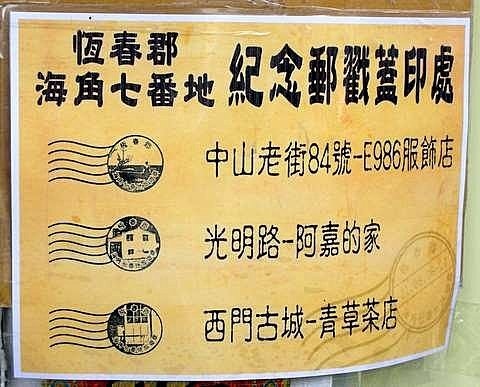 恆春郡
海角七番地 紀念郵戳蓋印處
中山老街84號-E986服飾店
光明路-阿嘉的家
西門古城-青草茶店